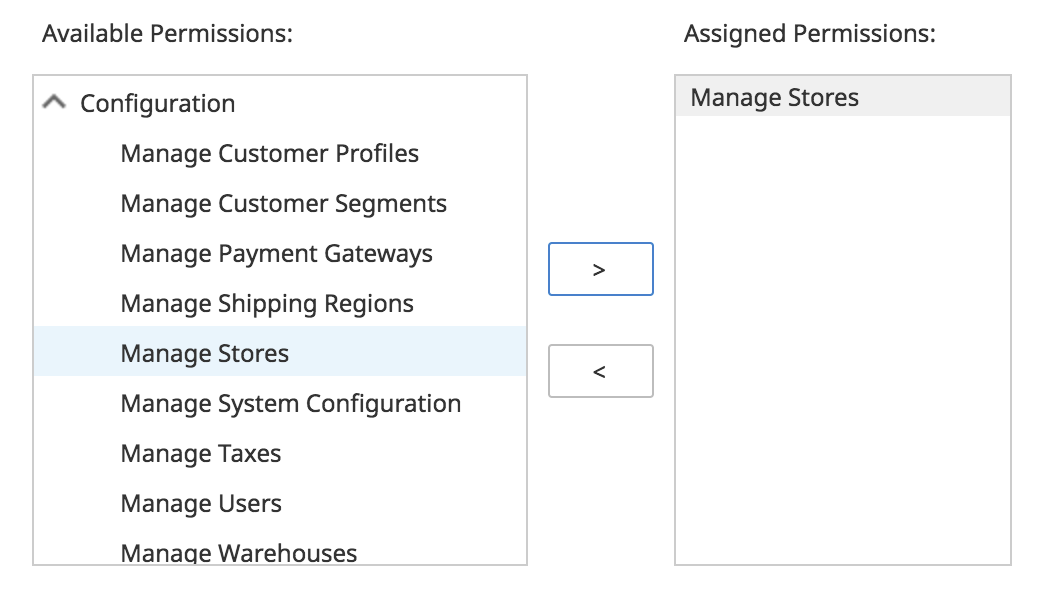 Available Permissions:
Configuration
Manage Customer Profiles
Manage Customer Segments
Manage Payment Gateways
Manage Shipping Regions
Manage Stores
Manage System Configuration
Manage Taxes
Manage Users
Manage Warehouses
>
<
Assigned Permissions:
Manage Stores